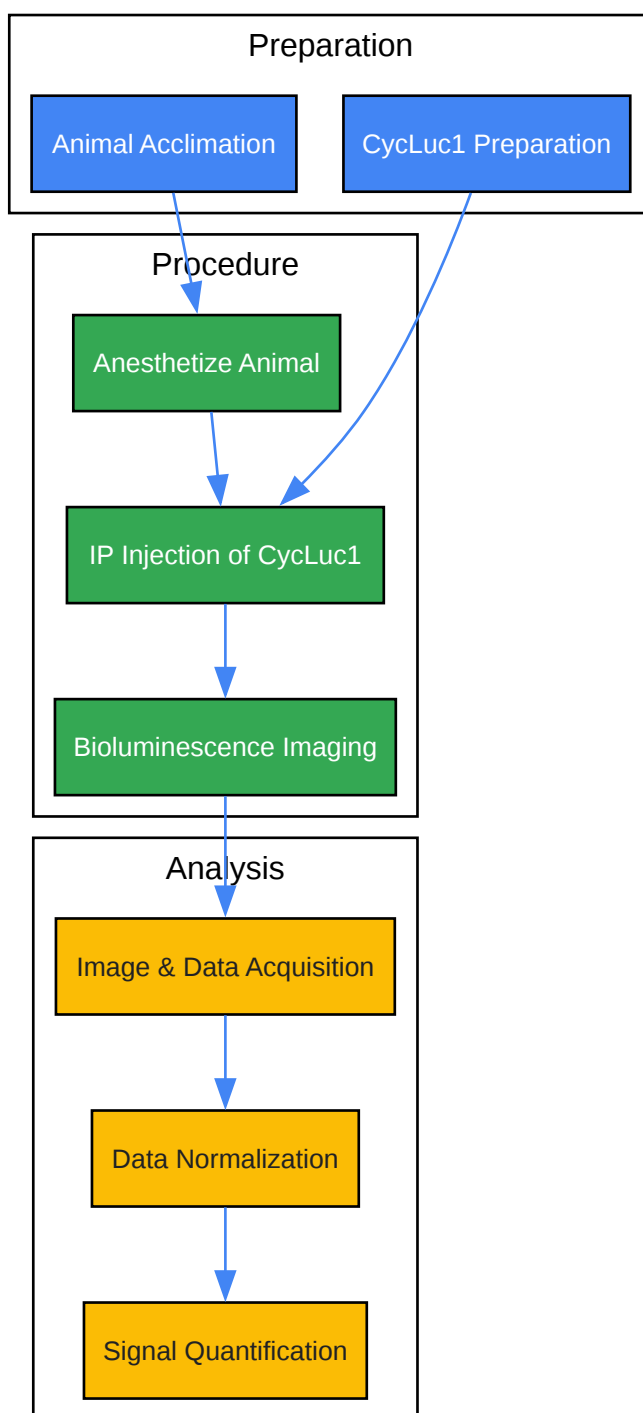 Preparation
Animal Acclimation
CycLuc1 Preparation
Procedure
Anesthetize Animal
IP Injection of CycLuc1
Bioluminescence Imaging
Analysis
Image & Data Acquisition
Data Normalization
Signal Quantification